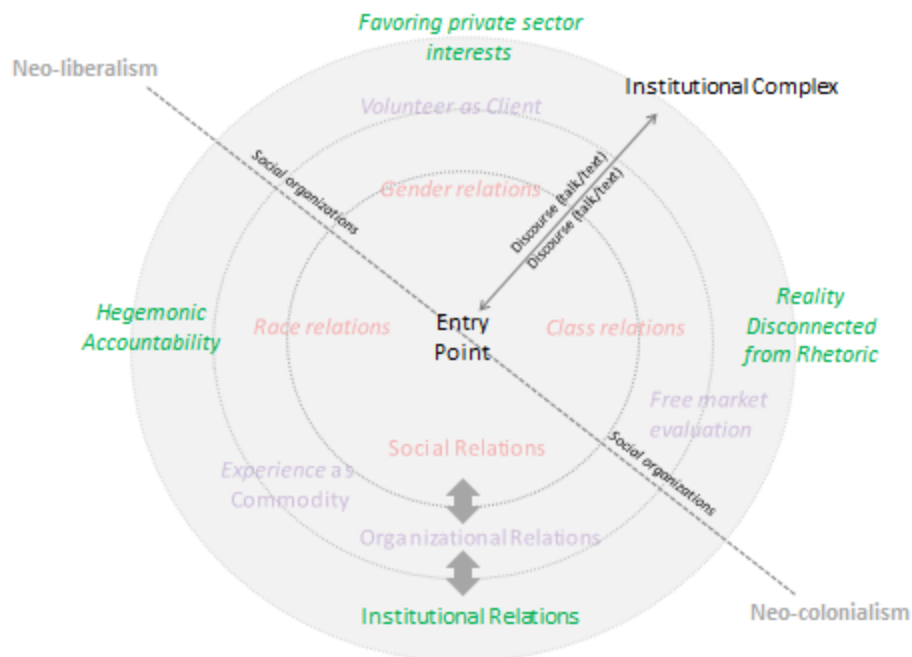 Favoring private sector
interests
Neo-liberalism
Institutional Complex
Volunteer as Client
Social organizations
Discourse (talk/text)
Discourse (talk/text)
Gender relations
Hegemonic
Accountability
Race relations
Entry
Point
Class relations
Reality
Disconnected
from Rhetoric
Free market
evaluation
Social Relations
Social organizations
Experience as
Commodity
Organizational Relations
Institutional Relations
Neo-colonialism